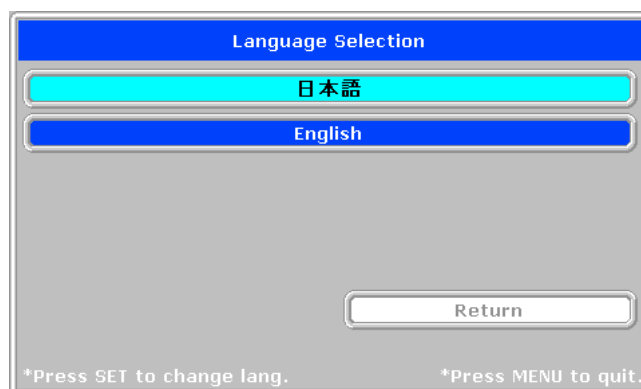 Language Selection
日本語
English
Return
*Press SET to change lang. *Press MENU to quit.